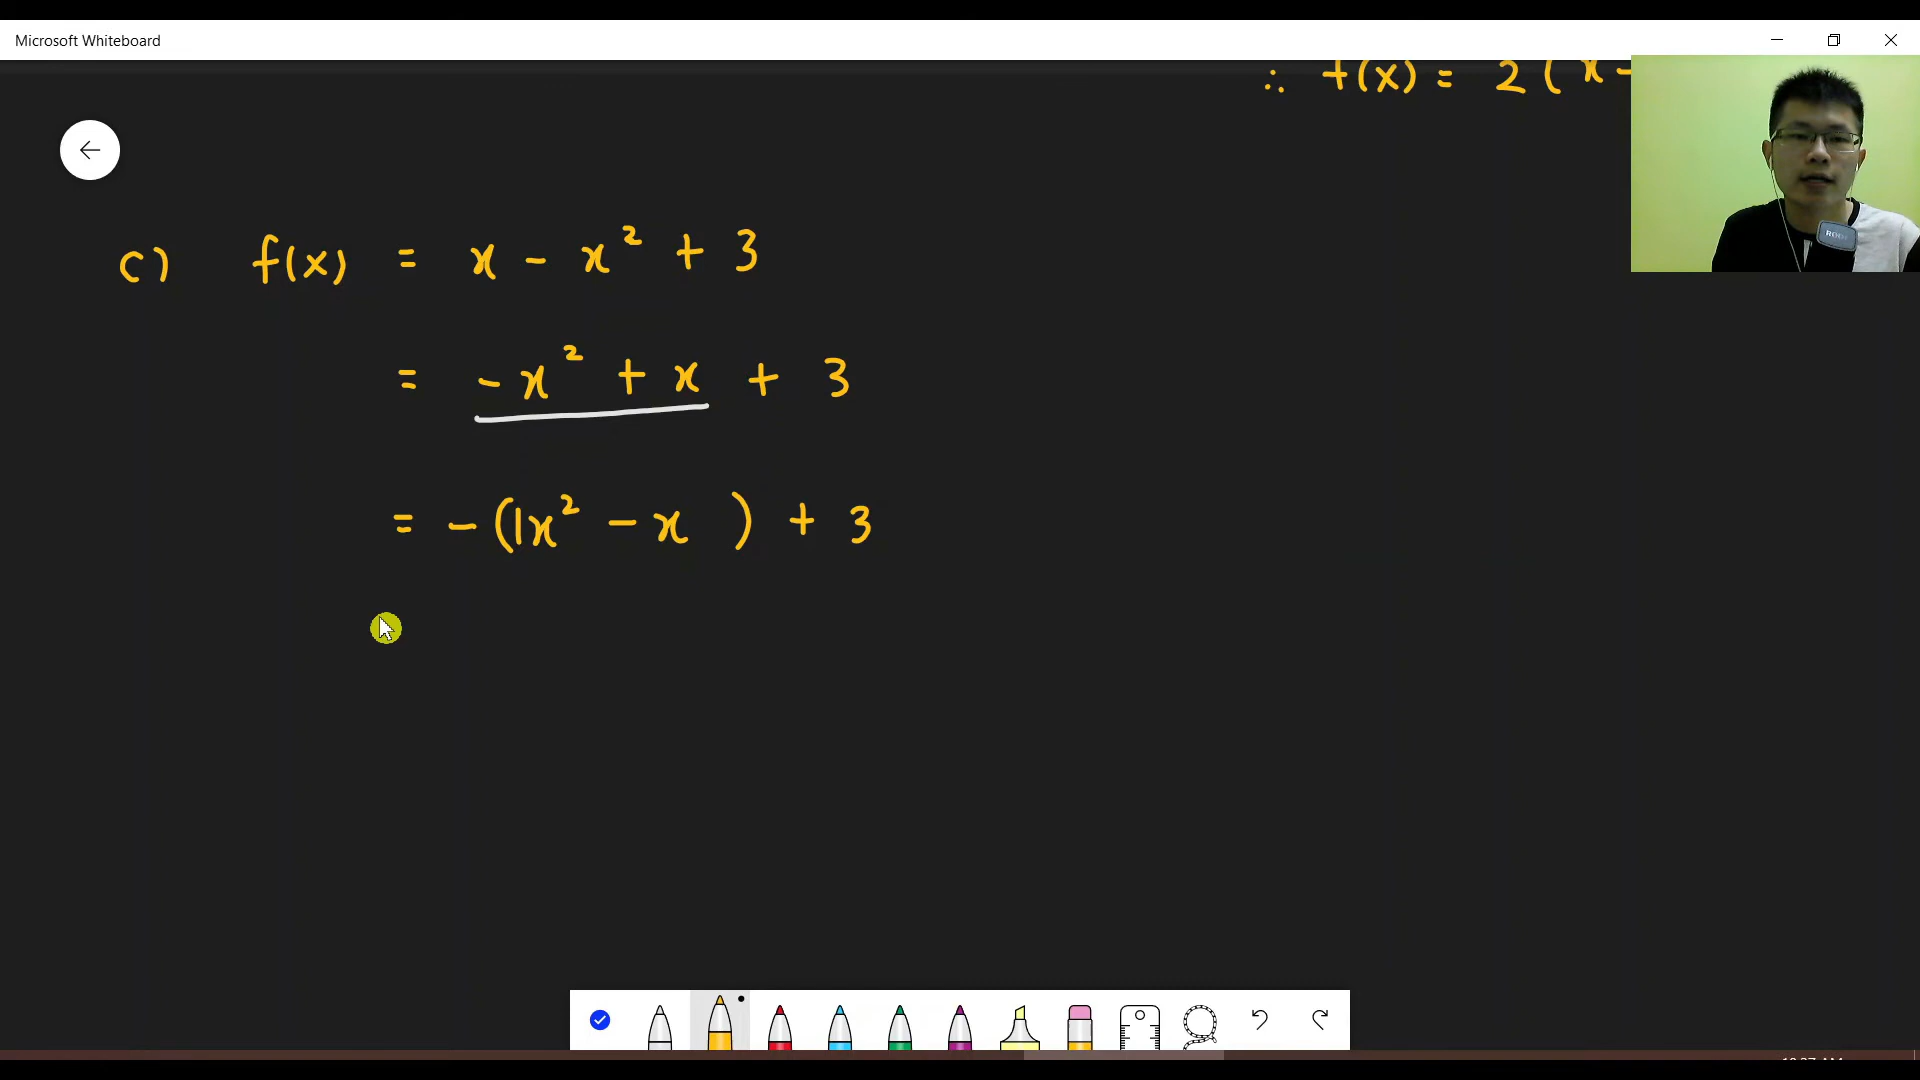 Microsoft Whiteboard
∴ f(x) = 2 ( x -
c) f(x) = x - x² + 3
= -x² + x + 3
= - (1x² - x ) + 3